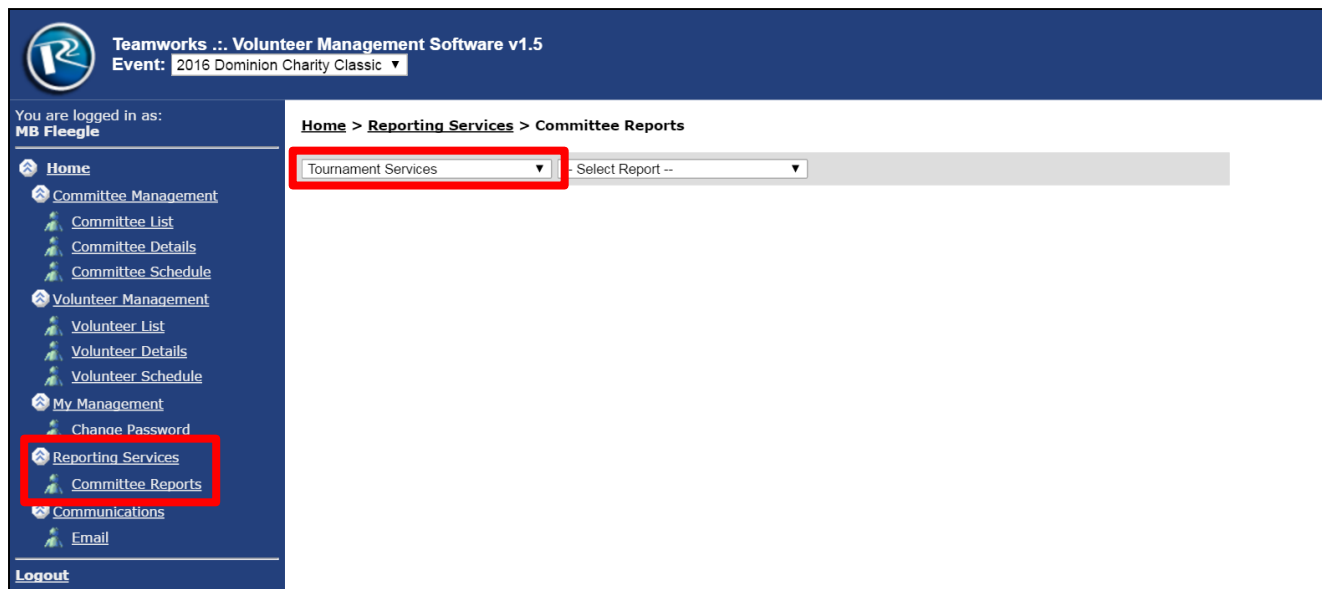 R2
Teamworks .:. Volunteer Management Software v1.5
Event: 2016 Dominion Charity Classic ▼
You are logged in as:
MB Fleegle
Home
Committee Management
Committee List
Committee Details
Committee Schedule
Volunteer Management
Volunteer List
Volunteer Details
Volunteer Schedule
My Management
Change Password
Reporting Services
Committee Reports
Communications
Email
Logout
Home > Reporting Services > Committee Reports
Tournament Services ▼ - Select Report -- ▼